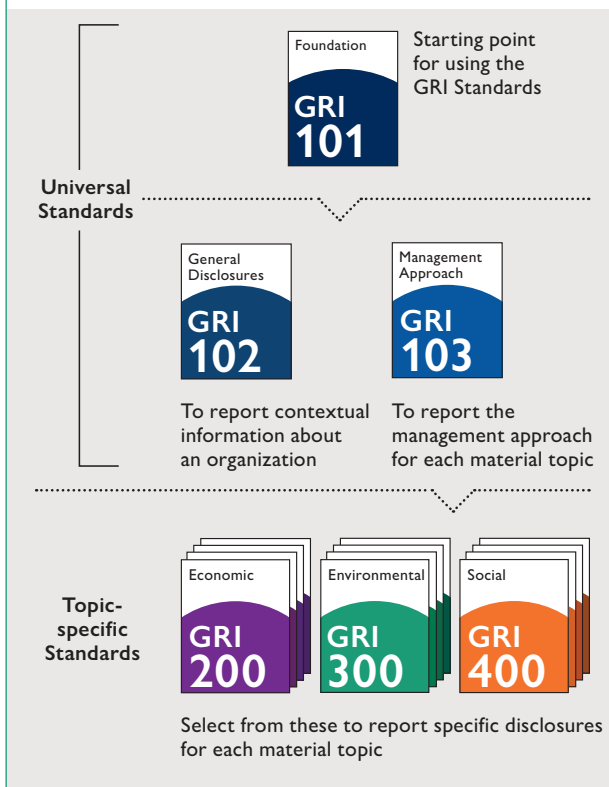 Foundation
GRI
101
Starting point
for using the
GRI Standards
Universal
Standards
General
Disclosures
GRI
102
Management
Approach
GRI
103
To report contextual
information about
an organization
To report the
management approach
for each material topic
Topic-
specific
Standards
Economic
GRI
200
Environmental
GRI
300
Social
GRI
400
Select from these to report specific disclosures
for each material topic